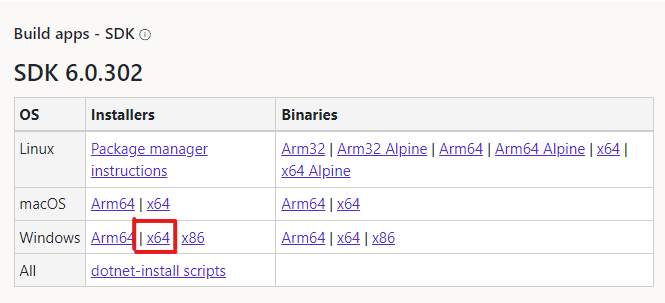 Build apps - SDK ⓘ
SDK 6.0.302
OS Installers Binaries
Linux Package manager instructions Arm32 | Arm32 Alpine | Arm64 | Arm64 Alpine | x64 | x64 Alpine
macOS Arm64 | x64 Arm64 | x64
Windows Arm64 | x64 x86 Arm64 | x64 | x86
All dotnet-install scripts